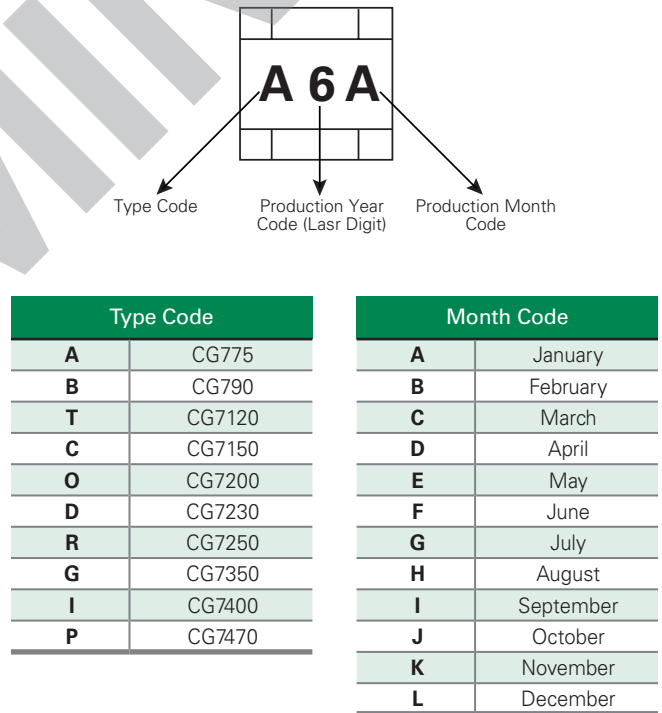 A 6 A
Type Code
Production Year
Code (Lasr Digit)
Production Month
Code
Type Code
A CG775
B CG790
T CG7120
C CG7150
O CG7200
D CG7230
R CG7250
G CG7350
I CG7400
P CG7470
Month Code
A January
B February
C March
D April
E May
F June
G July
H August
I September
J October
K November
L December